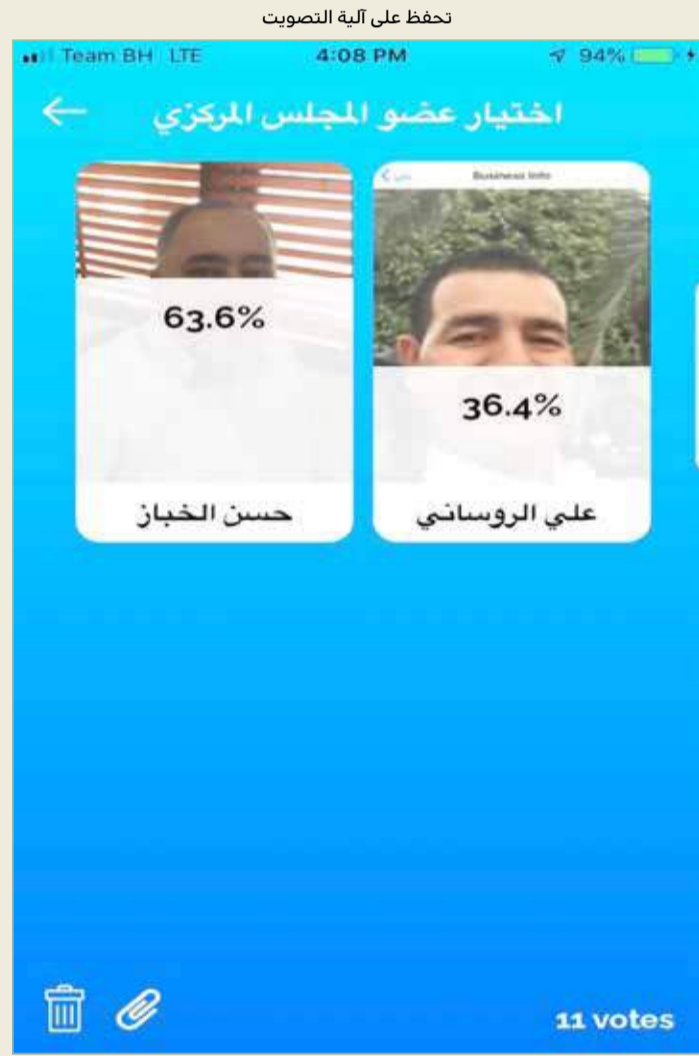 تحفظ على آلية التصويت
Team BH LTE 4:08 PM 94%
اختيار عضو المجلس المركزي
Business Info
63.6%
36.4%
حسن الخباز
علي الروساني
11 votes